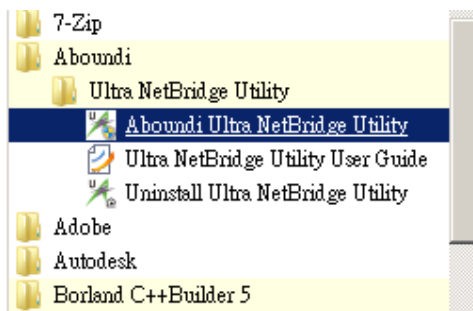 7-Zip
Aboundi
Ultra NetBridge Utility
Aboundi Ultra NetBridge Utility
Ultra NetBridge Utility User Guide
Uninstall Ultra NetBridge Utility
Adobe
Autodesk
Borland C++Builder 5